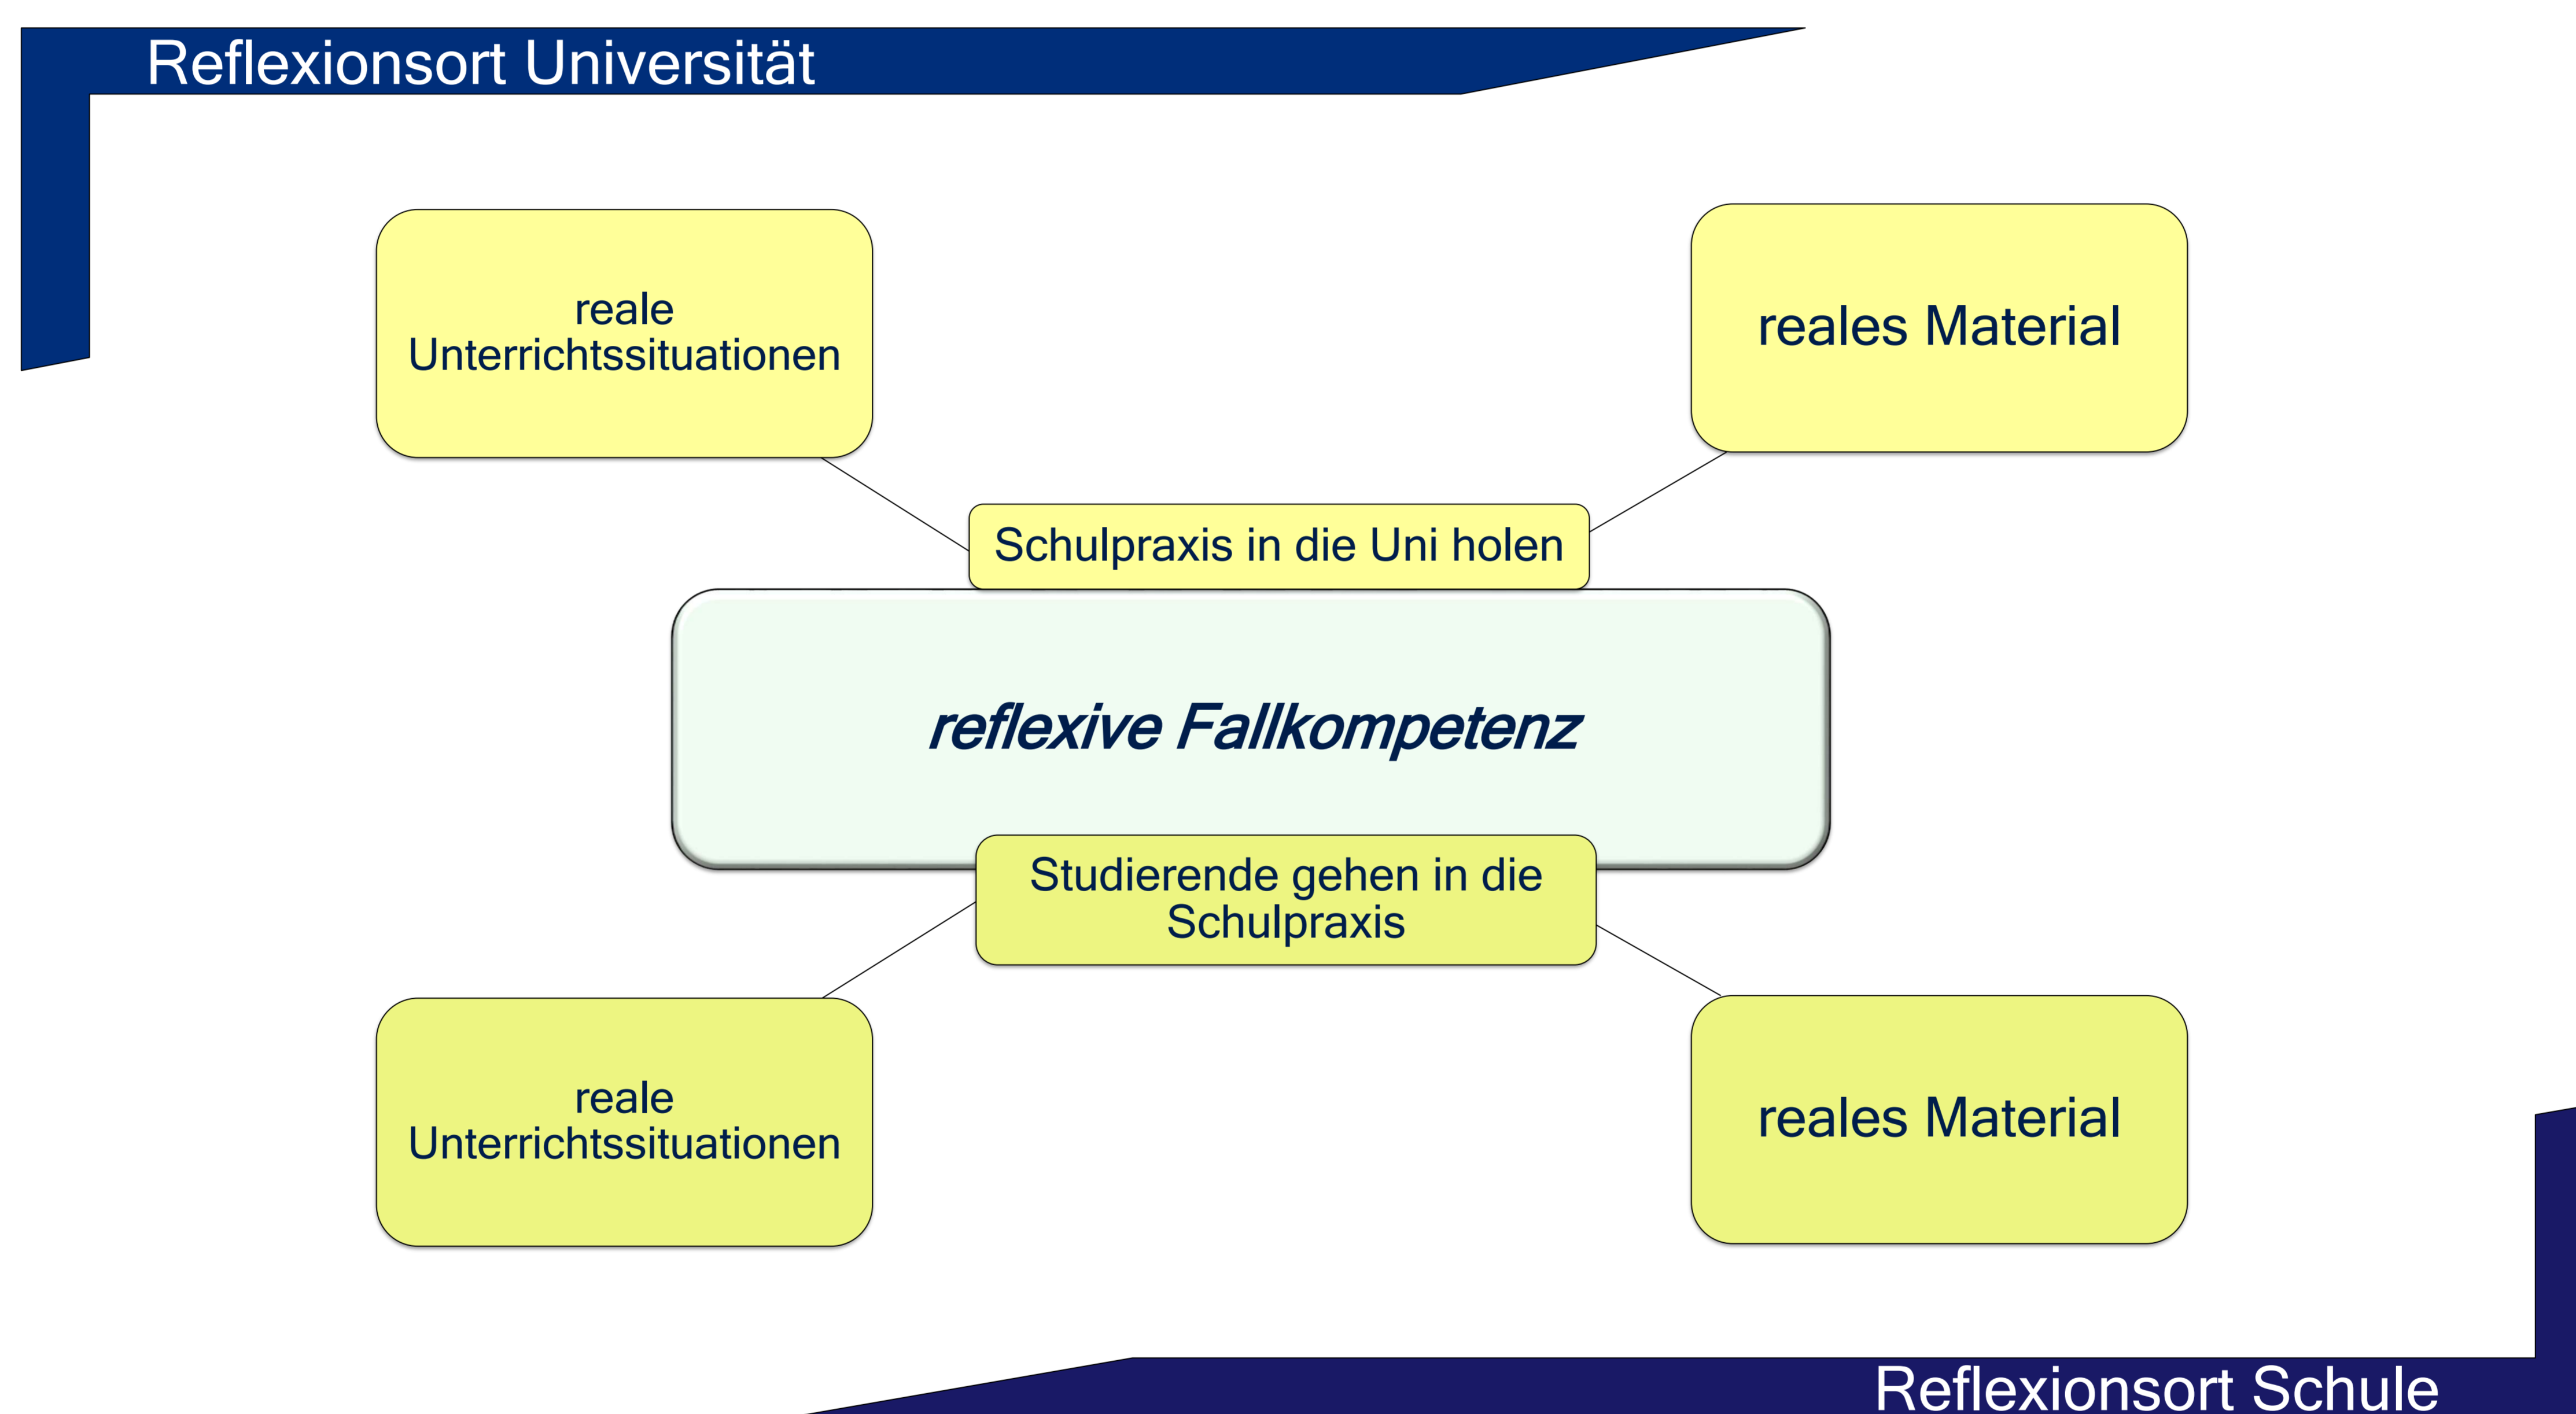 Reflexionsort Universität
reale
Unterrichtssituationen
reales Material
Schulpraxis in die Uni holen
reflexive Fallkompetenz
Studierende gehen in die
Schulpraxis
reale
Unterrichtssituationen
reales Material
Reflexionsort Schule